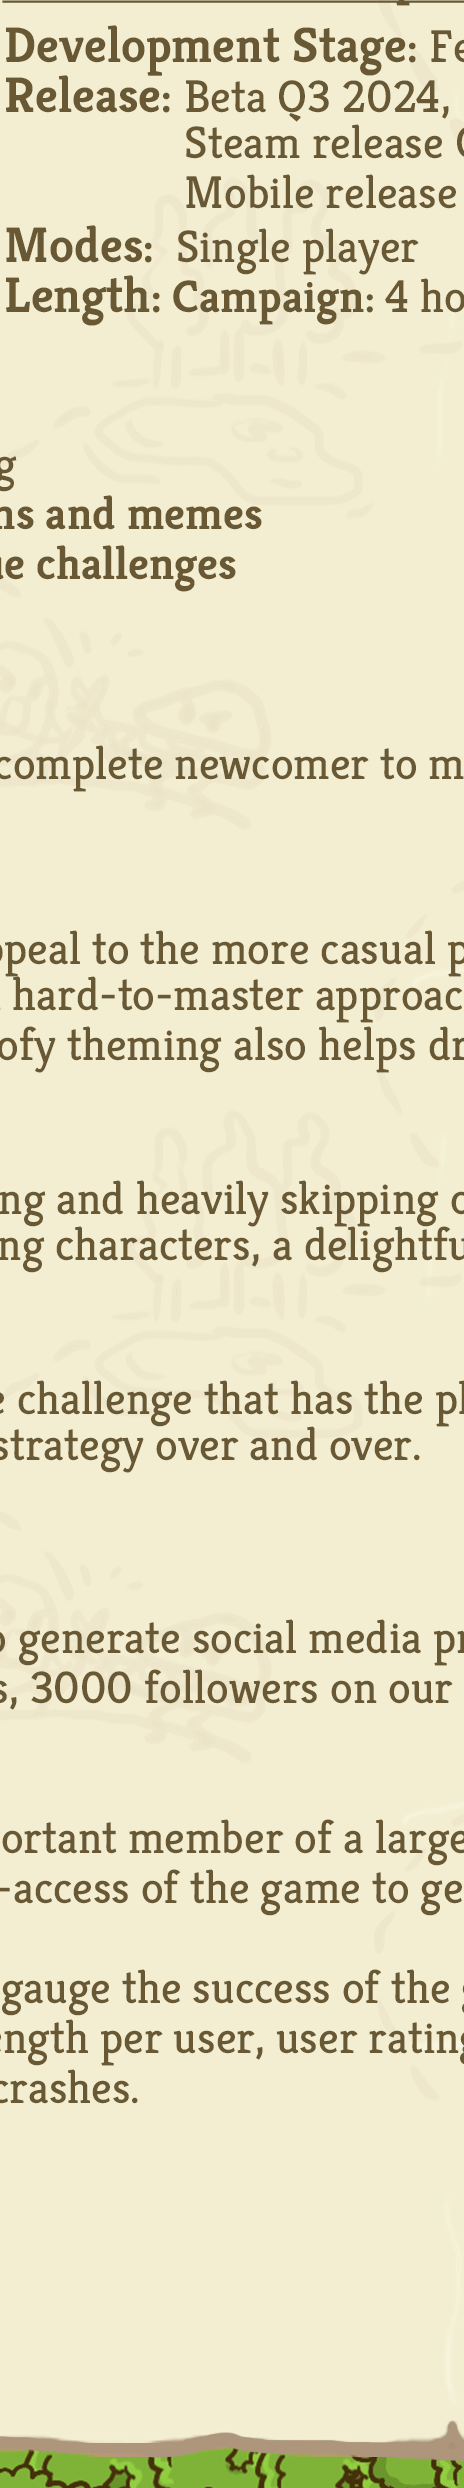 Development Stage: Fe
Release: Beta Q3 2024,
Steam release
Mobile release
Modes: Single player
Length: Campaign: 4 ho
g
ns and memes
ue challenges
complete newcomer to m
ppeal to the more casual p
hard-to-master approac
ofy theming also helps dr
ng and heavily skipping o
ng characters, a delightfu
e challenge that has the pl
strategy over and over.
o generate social media pr
s, 3000 followers on our
ortant member of a large
-access of the game to ge
gauge the success of the g
ength per user, user rating
crashes.